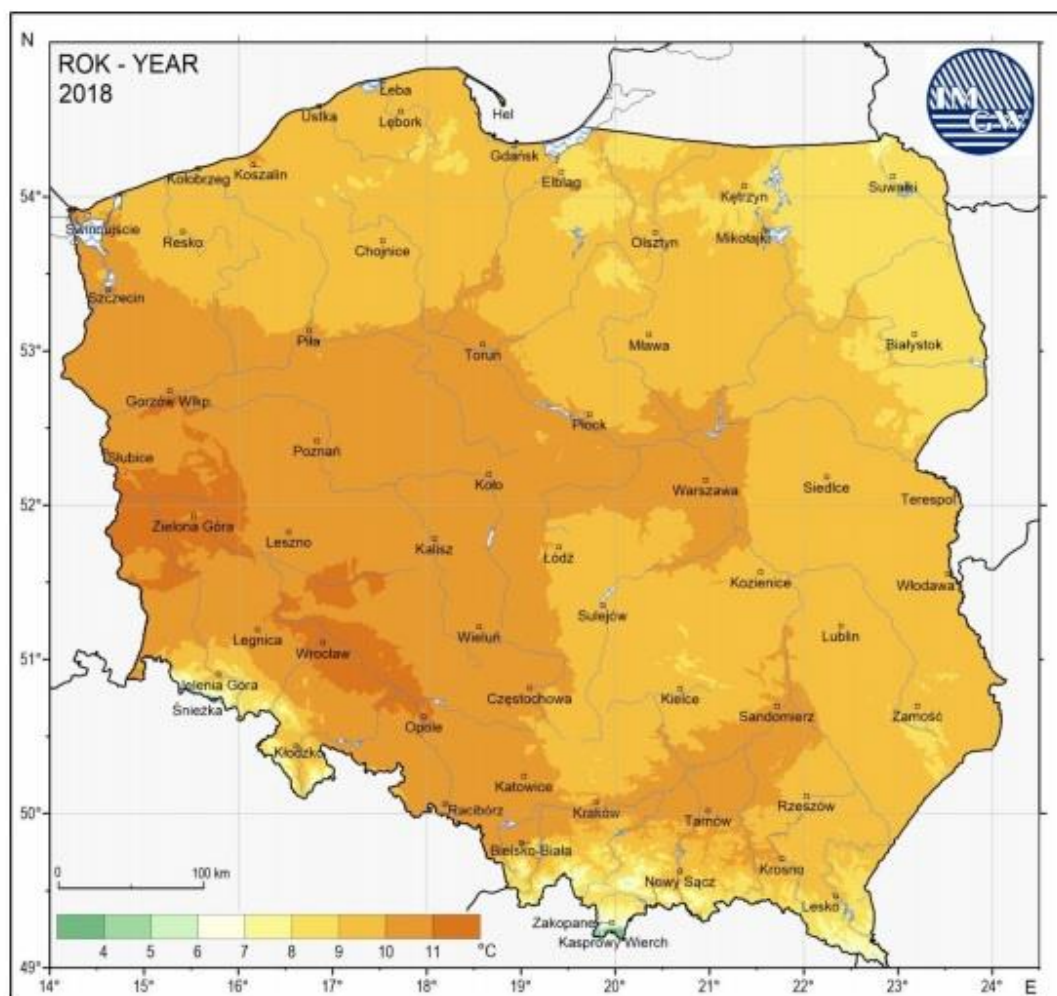 N
ROK - YEAR
2018
IM
GW
Łeba
Ustka
Lębork
Hel
Gdańsk
Elbląg
Kołobrzeg
Koszalin
54°
Kętrzyn
Suwałki
Świnoujście
Resko
Chojnice
Olsztyn
Mikołajki
Szczecin
Piła
Toruń
Mława
Białystok
53°
Gorzów Wlkp.
Płock
Słubice
Poznań
Koło
Warszawa
Siedlce
Terespol
52°
Zielona Góra
Leszno
Kalisz
Łódź
Kozienice
Włodawa
Sulejów
Legnica
Wrocław
Wieluń
Lublin
51°
Jelenia Góra
Śnieżka
Częstochowa
Kielce
Sandomierz
Zamość
Opole
Kłodzko
Katowice
50°
Racibórz
Kraków
Tarnów
Rzeszów
Bielsko-Biała
Nowy Sącz
Krosno
Lesko
0 100 km
Zakopane
Kasprowy Wierch
4 5 6 7 8 9 10 11 °C
49°
14° 15° 16° 17° 18° 19° 20° 21° 22° 23° 24° E